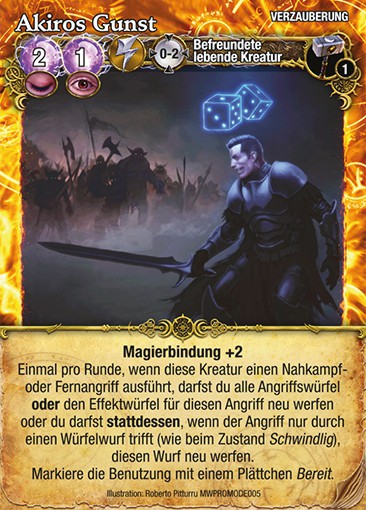 Akiros Gunst
VERZAUBERUNG
2 1 0-2 Befreundete
lebende Kreatur
1
Magierbindung +2
Einmal pro Runde, wenn diese Kreatur einen Nahkampf-
oder Fernangriff ausführt, darfst du alle Angriffswürfel
oder den Effektwürfel für diesen Angriff neu werfen
oder du darfst stattdessen, wenn der Angriff nur durch
einen Würfelwurf trifft (wie beim Zustand Schwindlig),
diesen Wurf neu werfen.
Markiere die Benutzung mit einem Plättchen Bereit.
Illustration: Roberto Pitturru MWPROMODE005